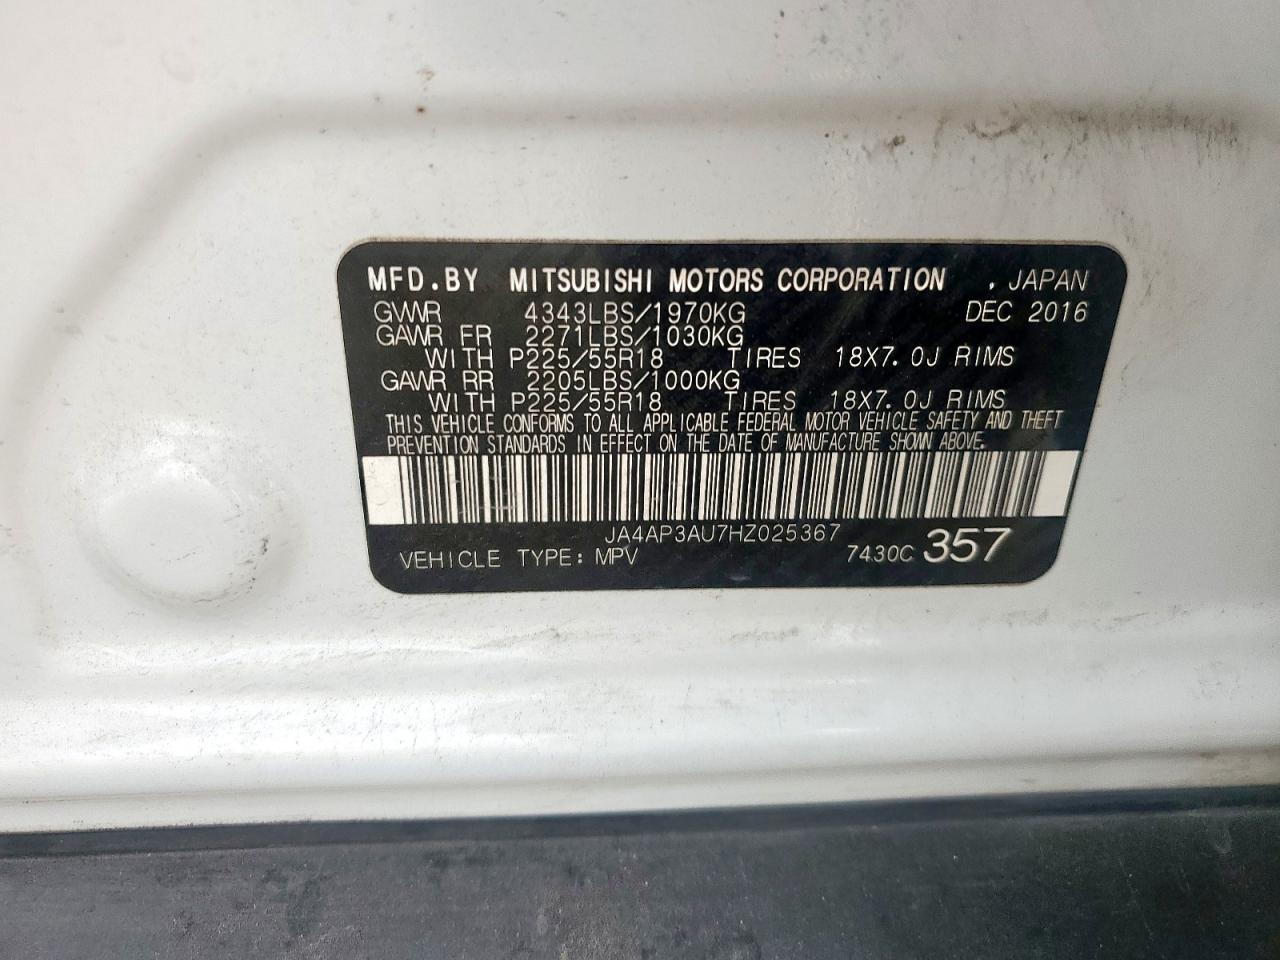 MFD.BY MITSUBISHI MOTORS CORPORATION . JAPAN
GVWR 4343LBS/1970KG DEC 2016
GAWR FR 2271LBS/1030KG
WITH P225/55R18 TIRES 18X7.0J RIMS
GAWR RR 2205LBS/1000KG
WITH P225/55R18 TIRES 18X7.0J RIMS
THIS VEHICLE CONFORMS TO ALL APPLICABLE FEDERAL MOTOR VEHICLE SAFETY AND THEFT
PREVENTION STANDARDS IN EFFECT ON THE DATE OF MANUFACTURE SHOWN ABOVE.
JA4AP3AU7HZ025367
VEHICLE TYPE: MPV 7430C 357